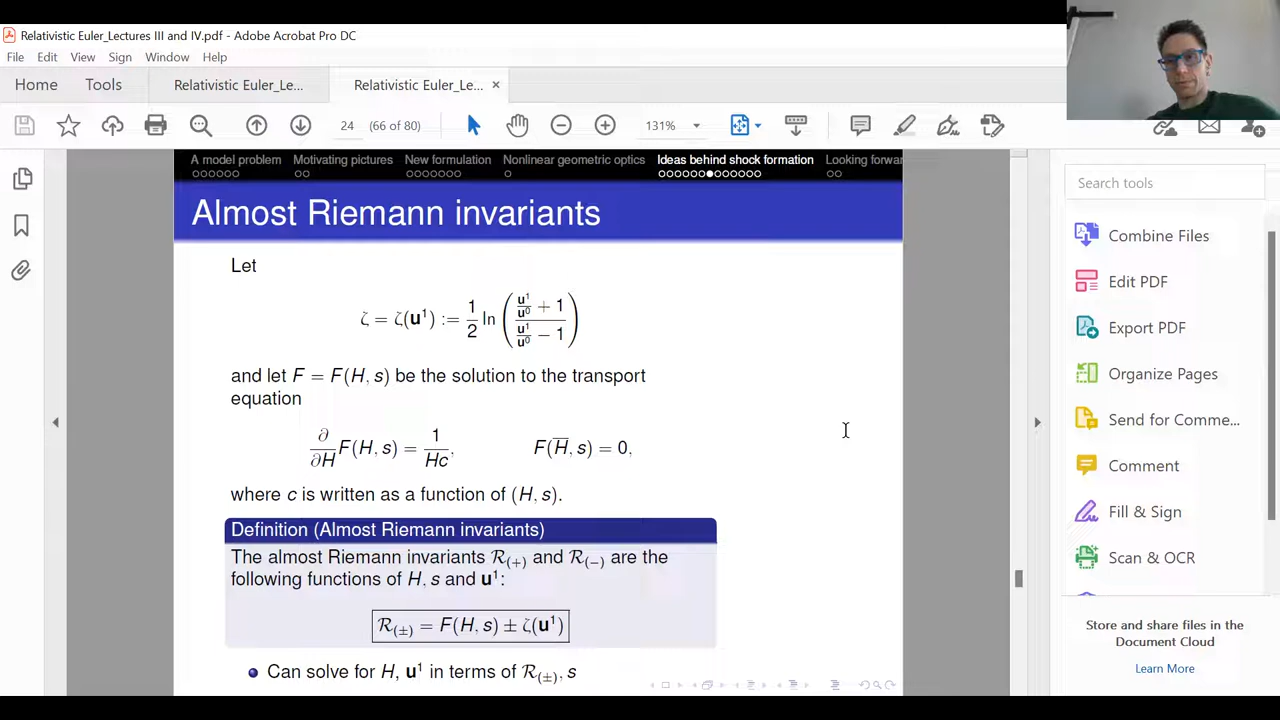 Relativistic Euler_Lectures III and IV.pdf - Adobe Acrobat Pro DC
File Edit View Sign Window Help
Home Tools Relativistic Euler_Le... Relativistic Euler_Le... ×
24 (66 of 80) 131%
A model problem Motivating pictures New formulation Nonlinear geometric optics Ideas behind shock formation Looking forwa
Almost Riemann invariants
Let
ζ = ζ(u¹) := 1/2 ln ( (u¹/u⁰ + 1) / (u¹/u⁰ − 1) )
and let F = F(H, s) be the solution to the transport
equation
∂/∂H F(H, s) = 1/Hc, F(H̅, s) = 0,
where c is written as a function of (H, s).
Definition (Almost Riemann invariants)
The almost Riemann invariants ℛ(+) and ℛ(−) are the
following functions of H, s and u¹:
ℛ(±) = F(H, s) ± ζ(u¹)
Can solve for H, u¹ in terms of ℛ(±), s
Search tools
Combine Files
Edit PDF
Export PDF
Organize Pages
Send for Comme...
Comment
Fill & Sign
Scan & OCR
Store and share files in the
Document Cloud
Learn More